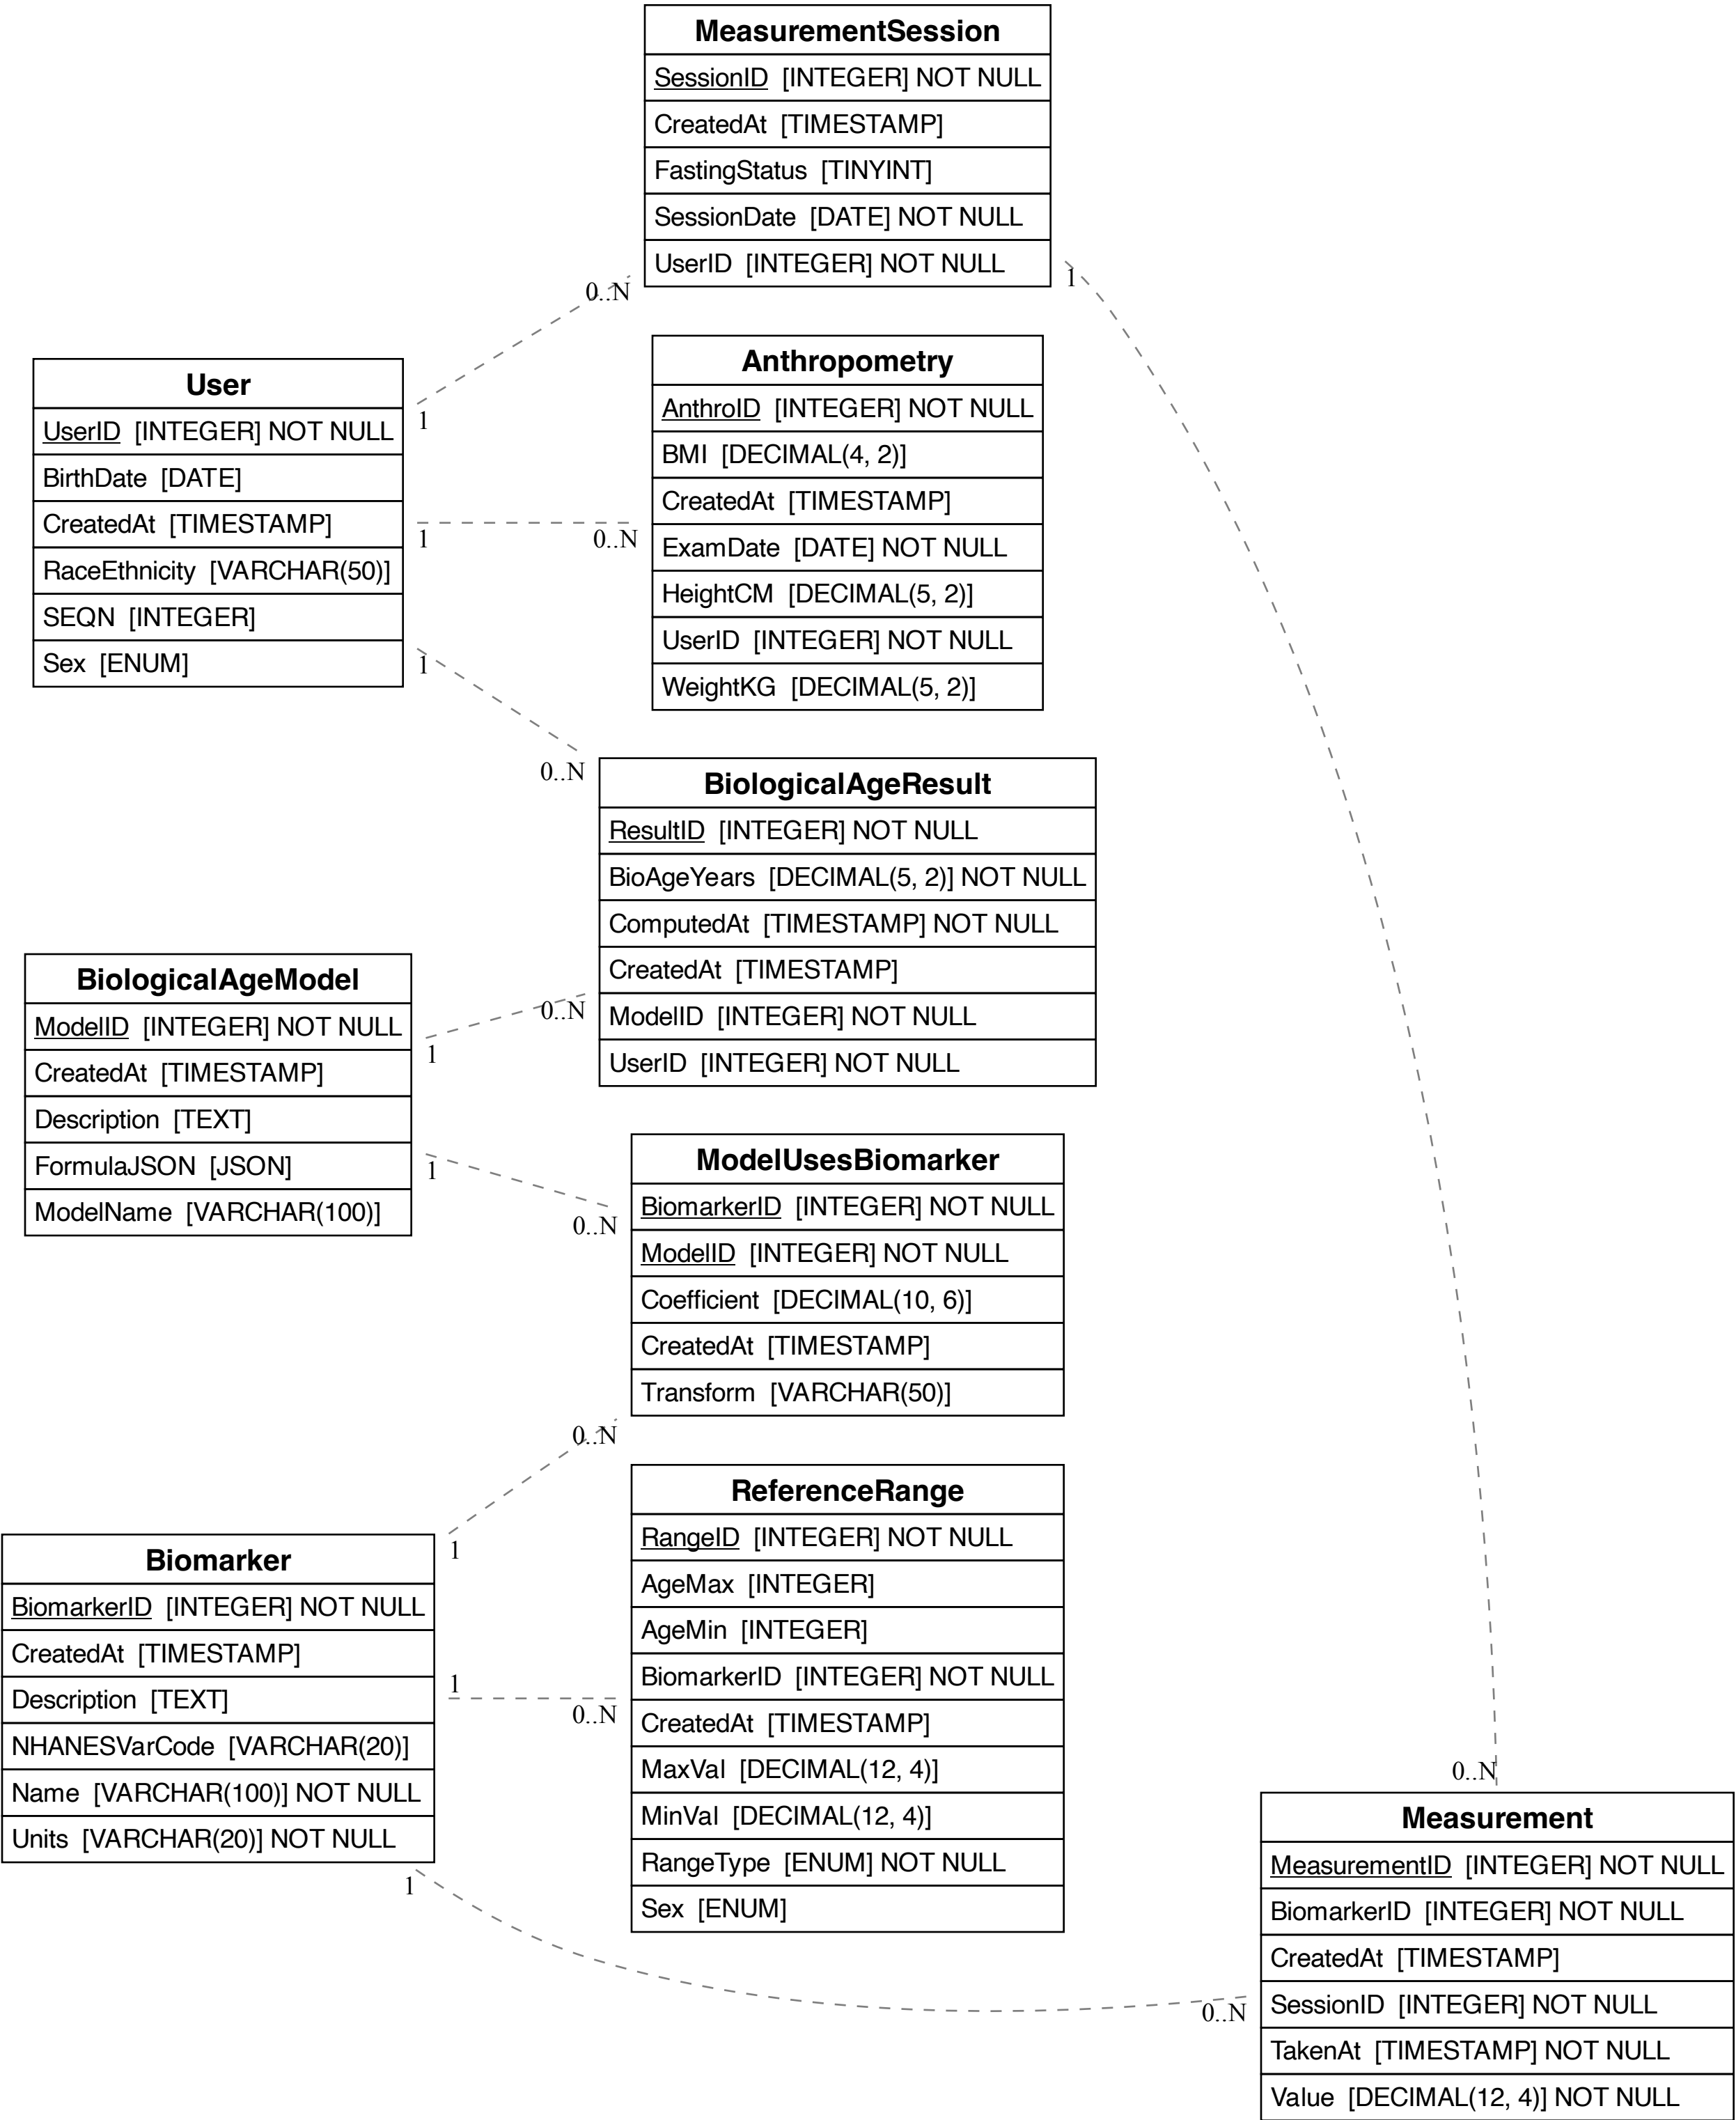 MeasurementSession
SessionID [INTEGER] NOT NULL
CreatedAt [TIMESTAMP]
FastingStatus [TINYINT]
SessionDate [DATE] NOT NULL
UserID [INTEGER] NOT NULL
0..N
1
User
UserID [INTEGER] NOT NULL
BirthDate [DATE]
CreatedAt [TIMESTAMP]
RaceEthnicity [VARCHAR(50)]
SEQN [INTEGER]
Sex [ENUM]
1
1
1
Anthropometry
AnthroID [INTEGER] NOT NULL
BMI [DECIMAL(4, 2)]
CreatedAt [TIMESTAMP]
ExamDate [DATE] NOT NULL
HeightCM [DECIMAL(5, 2)]
UserID [INTEGER] NOT NULL
WeightKG [DECIMAL(5, 2)]
0..N
0..N
BiologicalAgeResult
ResultID [INTEGER] NOT NULL
BioAgeYears [DECIMAL(5, 2)] NOT NULL
ComputedAt [TIMESTAMP] NOT NULL
CreatedAt [TIMESTAMP]
ModelID [INTEGER] NOT NULL
UserID [INTEGER] NOT NULL
0..N
BiologicalAgeModel
ModelID [INTEGER] NOT NULL
CreatedAt [TIMESTAMP]
Description [TEXT]
FormulaJSON [JSON]
ModelName [VARCHAR(100)]
1
1
ModelUsesBiomarker
BiomarkerID [INTEGER] NOT NULL
ModelID [INTEGER] NOT NULL
Coefficient [DECIMAL(10, 6)]
CreatedAt [TIMESTAMP]
Transform [VARCHAR(50)]
0..N
0..N
ReferenceRange
RangeID [INTEGER] NOT NULL
AgeMax [INTEGER]
AgeMin [INTEGER]
BiomarkerID [INTEGER] NOT NULL
CreatedAt [TIMESTAMP]
MaxVal [DECIMAL(12, 4)]
MinVal [DECIMAL(12, 4)]
RangeType [ENUM] NOT NULL
Sex [ENUM]
0..N
Biomarker
BiomarkerID [INTEGER] NOT NULL
CreatedAt [TIMESTAMP]
Description [TEXT]
NHANESVarCode [VARCHAR(20)]
Name [VARCHAR(100)] NOT NULL
Units [VARCHAR(20)] NOT NULL
1
1
1
0..N
0..N
Measurement
MeasurementID [INTEGER] NOT NULL
BiomarkerID [INTEGER] NOT NULL
CreatedAt [TIMESTAMP]
SessionID [INTEGER] NOT NULL
TakenAt [TIMESTAMP] NOT NULL
Value [DECIMAL(12, 4)] NOT NULL